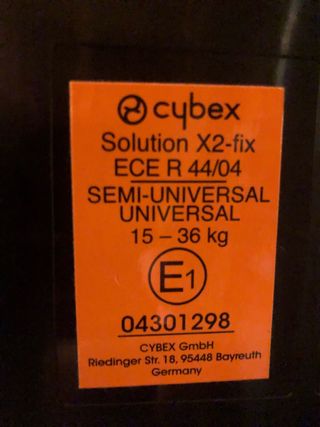 cybex
Solution X2-fix
ECE R 44/04
SEMI-UNIVERSAL
UNIVERSAL
15 – 36 kg
E1
04301298
CYBEX GmbH
Riedinger Str. 18, 95448 Bayreuth
Germany